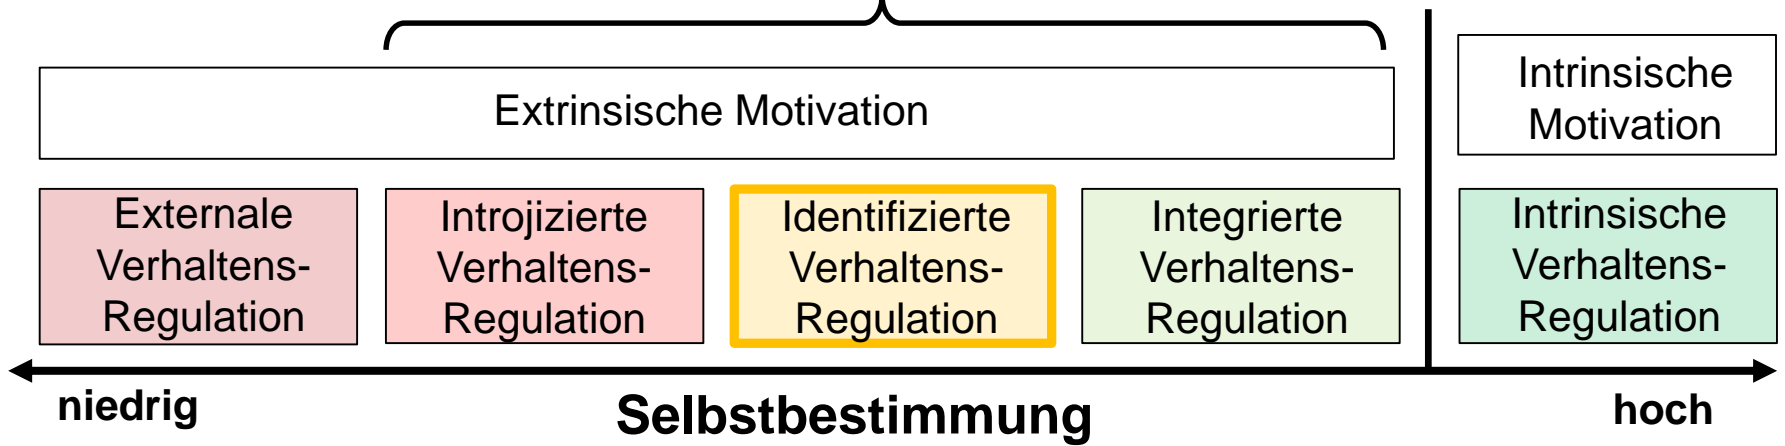 Extrinsische Motivation
Intrinsische
Motivation
Externale
Verhaltens-
Regulation
Introjizierte
Verhaltens-
Regulation
Identifizierte
Verhaltens-
Regulation
Integrierte
Verhaltens-
Regulation
Intrinsische
Verhaltens-
Regulation
niedrig
Selbstbestimmung
hoch